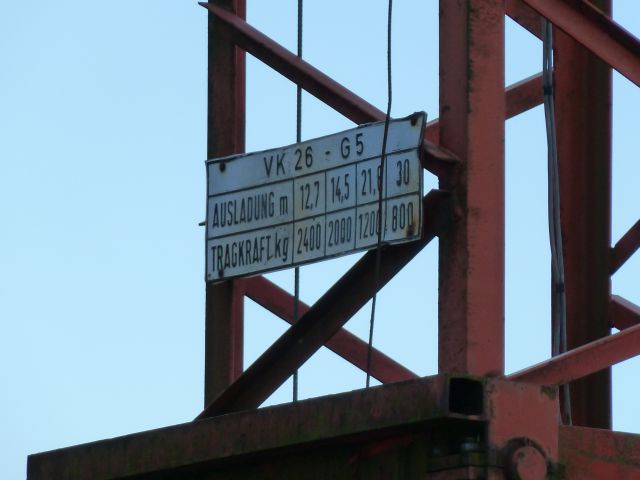 VK 26 - G5
AUSLADUNG m 12,7 14,5 30
TRAGKRAFT kg 2400 2000 1200 800